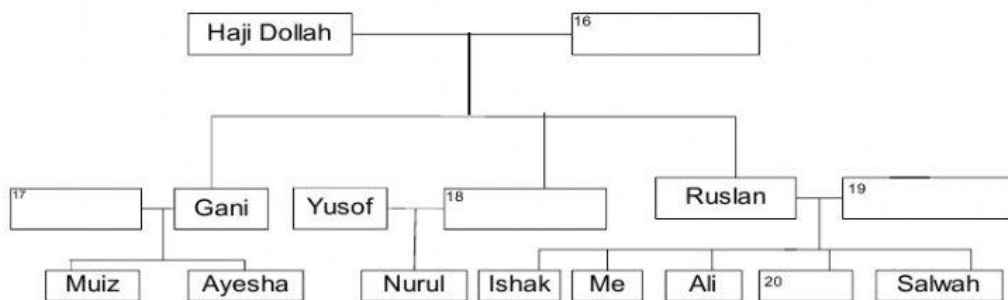 Haji Dollah
16
17
Gani
Yusof
18
Ruslan
19
Muiz
Ayesha
Nurul
Ishak
Me
Ali
20
Salwah